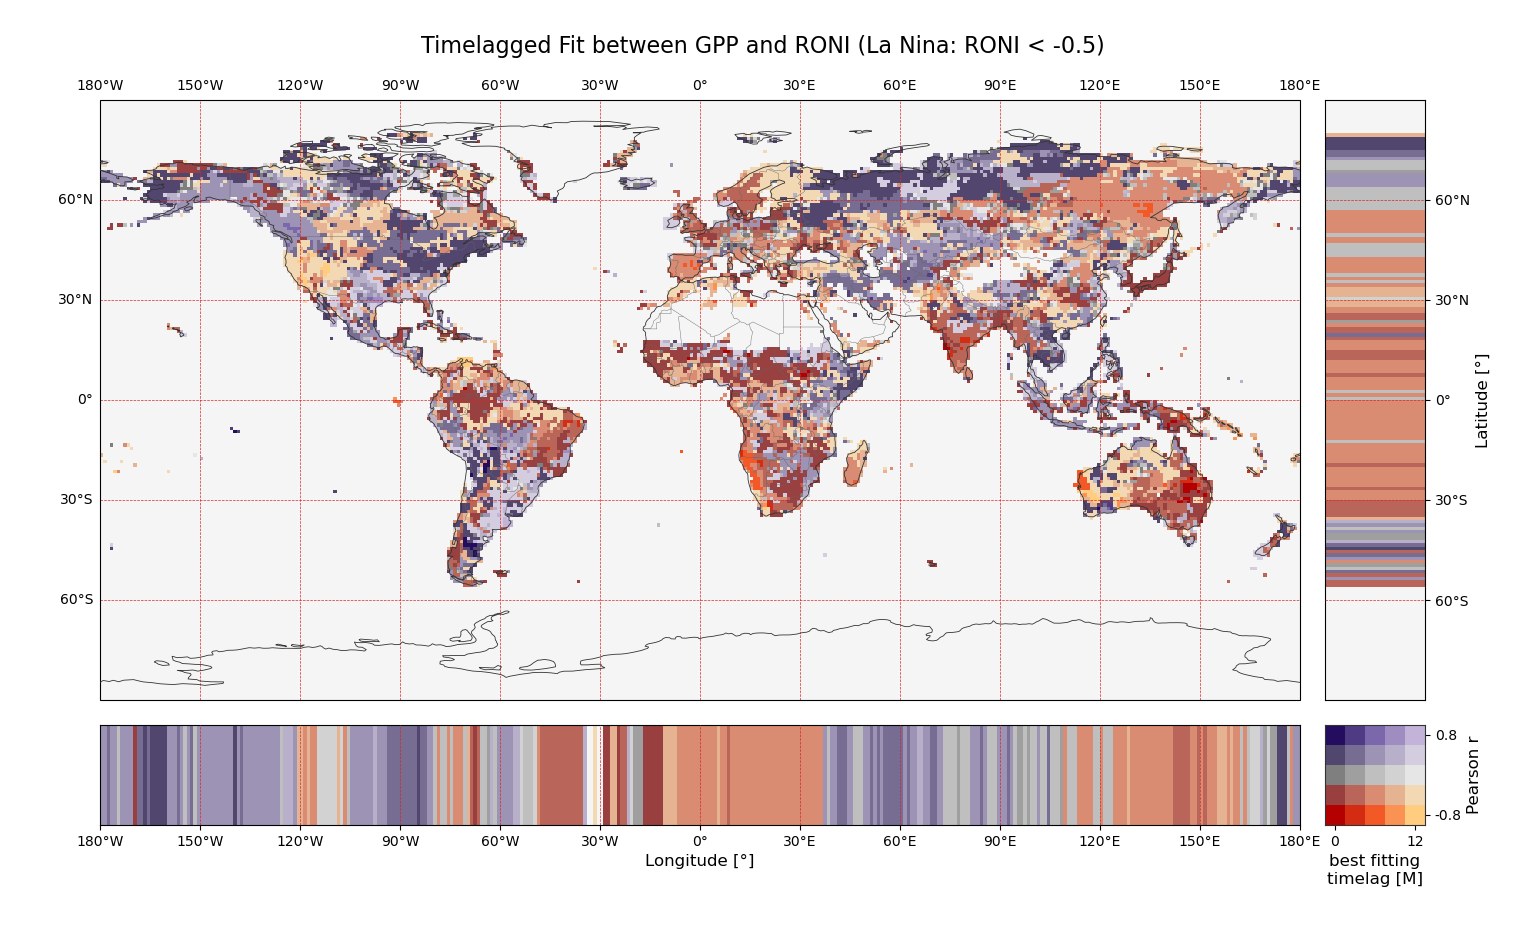 Timelagged Fit between GPP and RONI (La Nina: RONI < -0.5)
180°W 150°W 120°W 90°W 60°W 30°W 0° 30°E 60°E 90°E 120°E 150°E 180°E
60°N 60°N
30°N 30°N
0° 0°
30°S 30°S
60°S 60°S
Latitude [°]
0.8
-0.8
Pearson r
180°W 150°W 120°W 90°W 60°W 30°W 0° 30°E 60°E 90°E 120°E 150°E 180°E 0 12
Longitude [°]
best fitting
timelag [M]